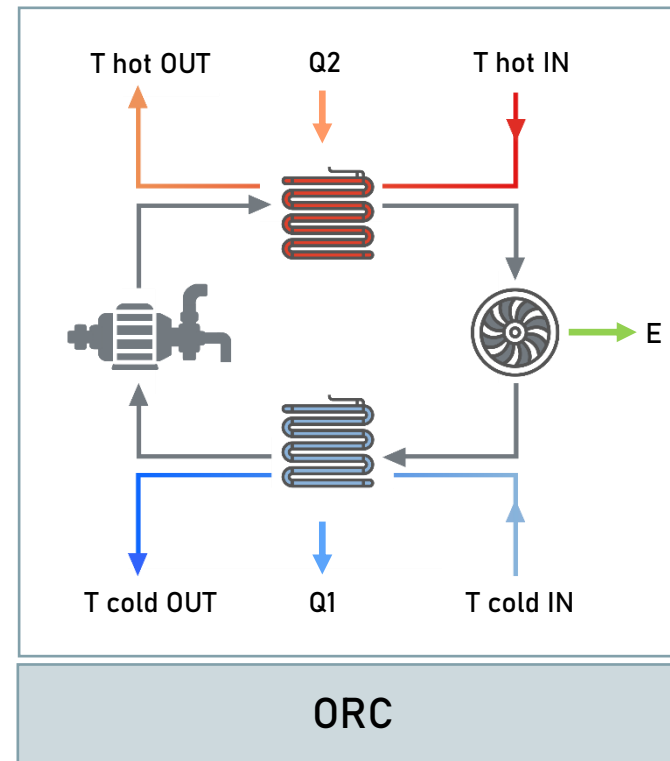 T hot OUT
Q2
T hot IN
E
T cold OUT
Q1
T cold IN
ORC